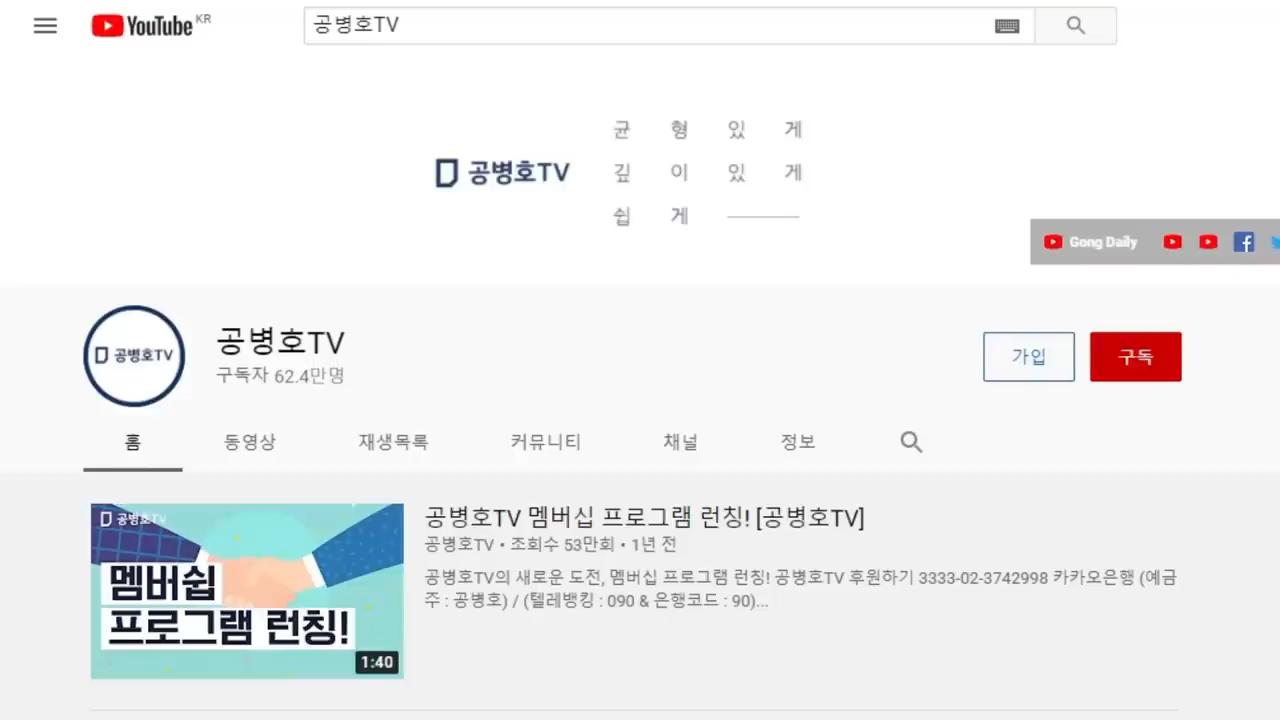 YouTube KR
공병호TV
균 형 있 게
공병호TV
깊 이 있 게
쉽 게
Gong Daily
공병호TV
공병호TV
구독자 62.4만명
가입
구독
홈 동영상 재생목록 커뮤니티 채널 정보
공병호TV
멤버쉽
프로그램 런칭!
1:40
공병호TV 멤버십 프로그램 런칭! [공병호TV]
공병호TV • 조회수 53만회 • 1년 전
공병호TV의 새로운 도전, 멤버십 프로그램 런칭! 공병호TV 후원하기 3333-02-3742998 카카오은행 (예금
주 : 공병호) / (텔레뱅킹 : 090 & 은행코드 : 90)...